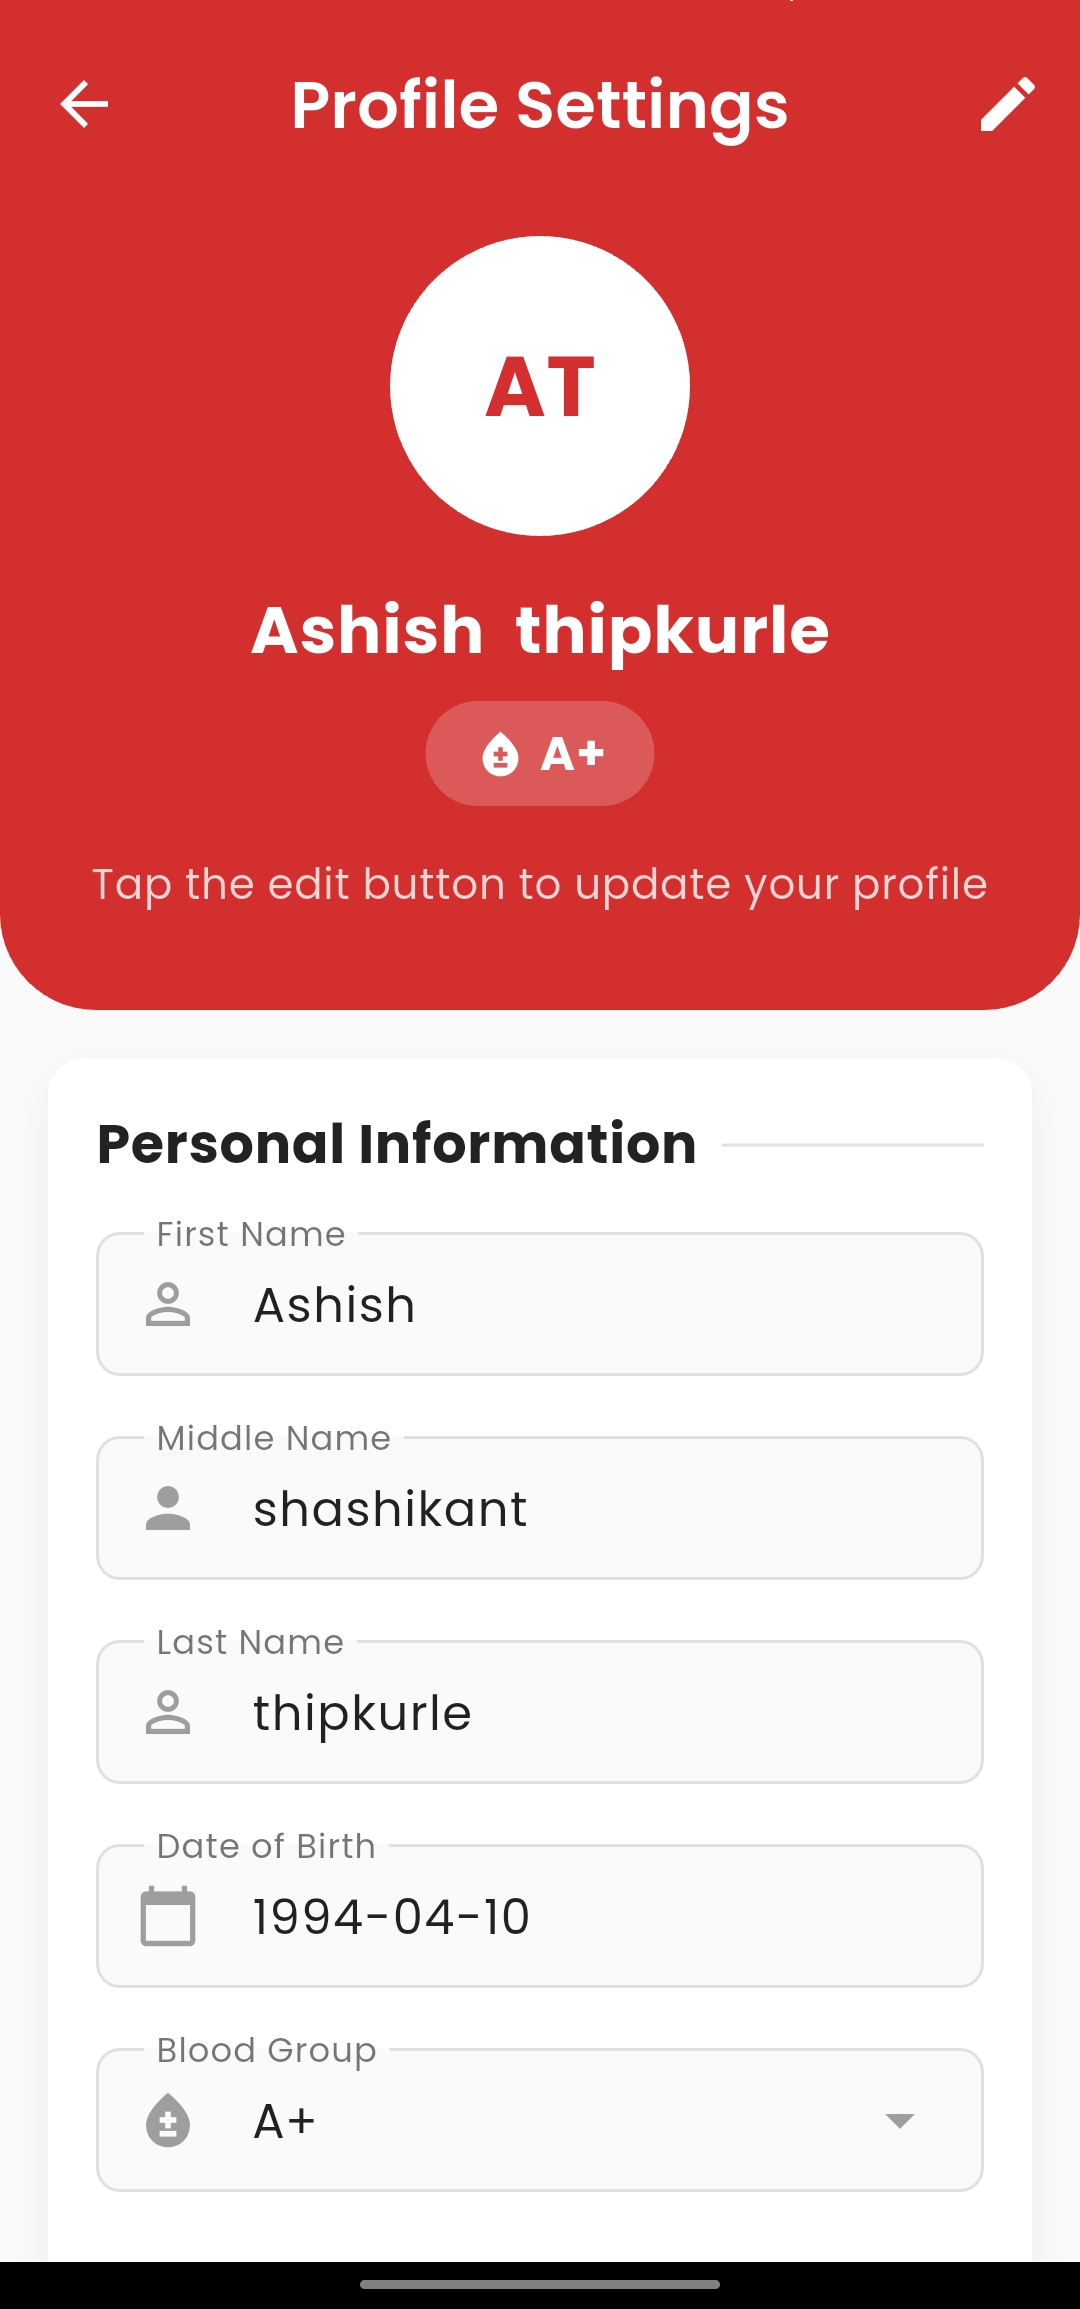 Profile Settings
AT
Ashish thipkurle
A+
Tap the edit button to update your profile
Personal Information
First Name
Ashish
Middle Name
shashikant
Last Name
thipkurle
Date of Birth
1994-04-10
Blood Group
A+